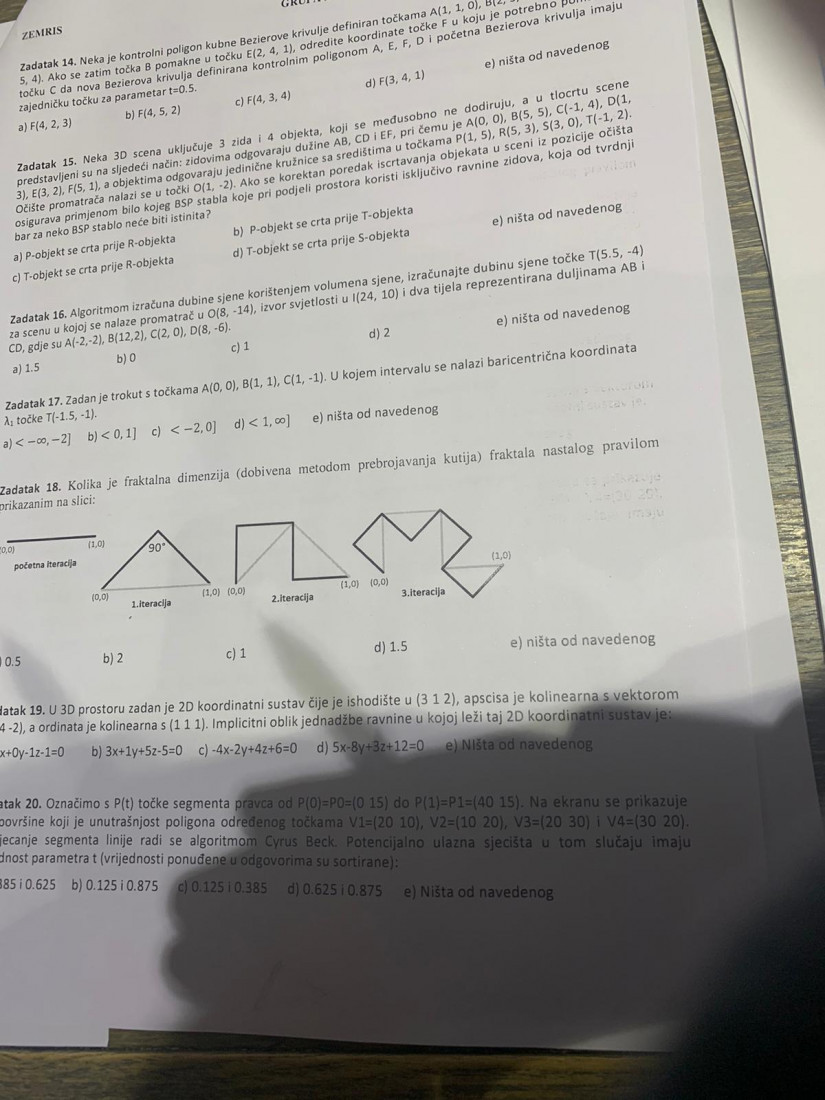 ZEMRIS
Zadatak 14. Neka je kontrolni poligon kubne Bezierove krivulje definiran točkama A(1, 1, 0), B(2,
5, 4). Ako se zatim točka B pomakne u točku E(2, 4, 1), odredite koordinate točke F u koju je potrebno
točku C da nova Bezierova krivulja definirana kontrolnim poligonom A, E, F, D i početna Bezierova krivulja imaju
zajedničku točku za parametar t=0.5.
a) F(4, 2, 3) b) F(4, 5, 2) c) F(4, 3, 4) d) F(3, 4, 1) e) ništa od navedenog
Zadatak 15. Neka 3D scena uključuje 3 zida i 4 objekta, koji se međusobno ne dodiruju, a u tlocrtu scene
predstavljeni su na sljedeći način: zidovima odgovaraju dužine AB, CD i EF, pri čemu je A(0, 0), B(5, 5), C(-1, 4), D(1,
3), E(3, 2), F(5, 1), a objektima odgovaraju jedinične kružnice sa središtima u točkama P(1, 5), R(5, 3), S(3, 0), T(-1, 2).
Očište promatrača nalazi se u točki O(1, -2). Ako se korektan poredak iscrtavanja objekata u sceni iz pozicije očišta
osigurava primjenom bilo kojeg BSP stabla koje pri podjeli prostora koristi isključivo ravnine zidova, koja od tvrdnji
bar za neko BSP stablo neće biti istinita?
a) P-objekt se crta prije R-objekta b) P-objekt se crta prije T-objekta
c) T-objekt se crta prije R-objekta d) T-objekt se crta prije S-objekta e) ništa od navedenog
Zadatak 16. Algoritmom izračuna dubine sjene korištenjem volumena sjene, izračunajte dubinu sjene točke T(5.5, -4)
za scenu u kojoj se nalaze promatrač u O(8, -14), izvor svjetlosti u I(24, 10) i dva tijela reprezentirana duljinama AB i
CD, gdje su A(-2,-2), B(12,2), C(2, 0), D(8, -6).
a) 1.5 b) 0 c) 1 d) 2 e) ništa od navedenog
Zadatak 17. Zadan je trokut s točkama A(0, 0), B(1, 1), C(1, -1). U kojem intervalu se nalazi baricentrična koordinata
λ₁ točke T(-1.5, -1).
a) < −∞, −2] b) < 0, 1] c) < −2, 0] d) < 1, ∞] e) ništa od navedenog
Zadatak 18. Kolika je fraktalna dimenzija (dobivena metodom prebrojavanja kutija) fraktala nastalog pravilom
prikazanim na slici:
(0,0) (1,0)
početna iteracija
90°
(0,0) (1,0)
1.iteracija
(0,0) (1,0)
2.iteracija
(0,0) (1,0)
3.iteracija
0.5 b) 2 c) 1 d) 1.5 e) ništa od navedenog
datak 19. U 3D prostoru zadan je 2D koordinatni sustav čije je ishodište u (3 1 2), apscisa je kolinearna s vektorom
4 -2), a ordinata je kolinearna s (1 1 1). Implicitni oblik jednadžbe ravnine u kojoj leži taj 2D koordinatni sustav je:
x+0y-1z-1=0 b) 3x+1y+5z-5=0 c) -4x-2y+4z+6=0 d) 5x-8y+3z+12=0 e) Ništa od navedenog
atak 20. Označimo s P(t) točke segmenta pravca od P(0)=P0=(0 15) do P(1)=P1=(40 15). Na ekranu se prikazuje
površine koji je unutrašnjost poligona određenog točkama V1=(20 10), V2=(10 20), V3=(20 30) i V4=(30 20).
jecanje segmenta linije radi se algoritmom Cyrus Beck. Potencijalno ulazna sjecišta u tom slučaju imaju
dnost parametra t (vrijednosti ponuđene u odgovorima su sortirane):
385 i 0.625 b) 0.125 i 0.875 c) 0.125 i 0.385 d) 0.625 i 0.875 e) Ništa od navedenog